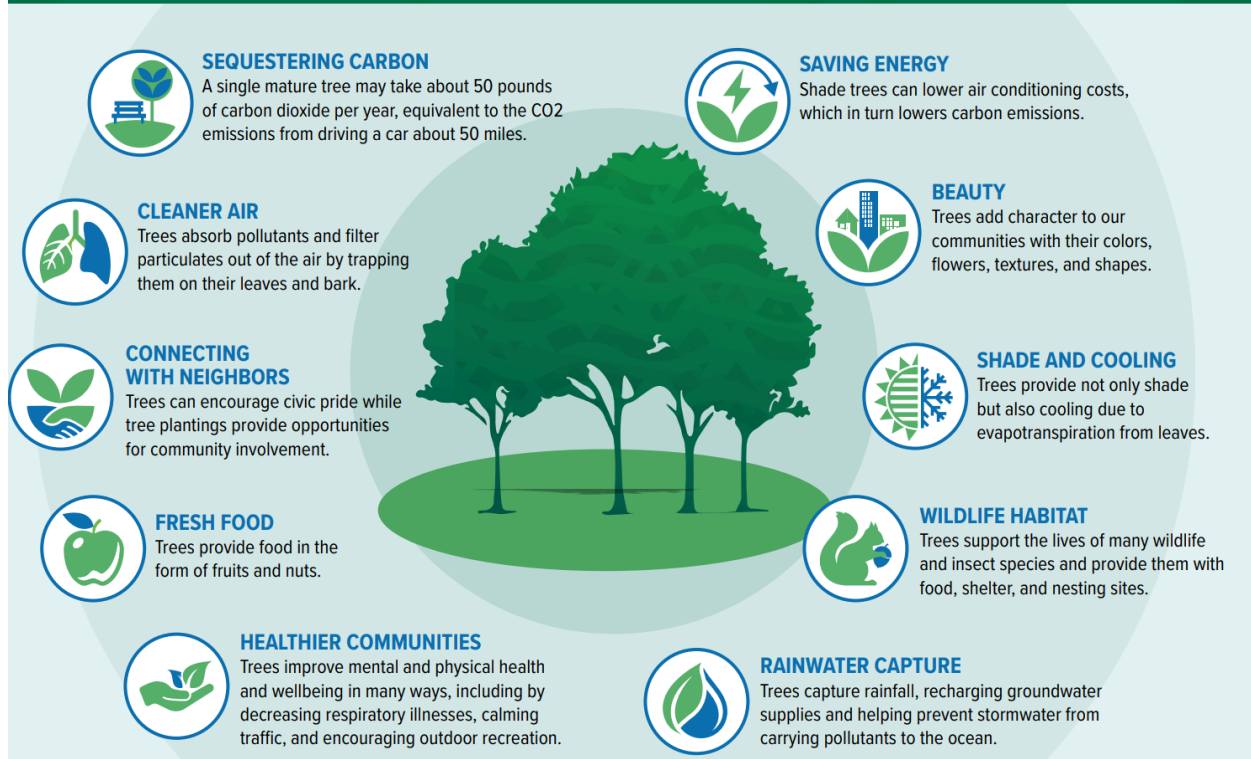 SEQUESTERING CARBON
A single mature tree may take about 50 pounds
of carbon dioxide per year, equivalent to the CO2
emissions from driving a car about 50 miles.
CLEANER AIR
Trees absorb pollutants and filter
particulates out of the air by trapping
them on their leaves and bark.
CONNECTING
WITH NEIGHBORS
Trees can encourage civic pride while
tree plantings provide opportunities
for community involvement.
FRESH FOOD
Trees provide food in the
form of fruits and nuts.
HEALTHIER COMMUNITIES
Trees improve mental and physical health
and wellbeing in many ways, including by
decreasing respiratory illnesses, calming
traffic, and encouraging outdoor recreation.
SAVING ENERGY
Shade trees can lower air conditioning costs,
which in turn lowers carbon emissions.
BEAUTY
Trees add character to our
communities with their colors,
flowers, textures, and shapes.
SHADE AND COOLING
Trees provide not only shade
but also cooling due to
evapotranspiration from leaves.
WILDLIFE HABITAT
Trees support the lives of many wildlife
and insect species and provide them with
food, shelter, and nesting sites.
RAINWATER CAPTURE
Trees capture rainfall, recharging groundwater
supplies and helping prevent stormwater from
carrying pollutants to the ocean.